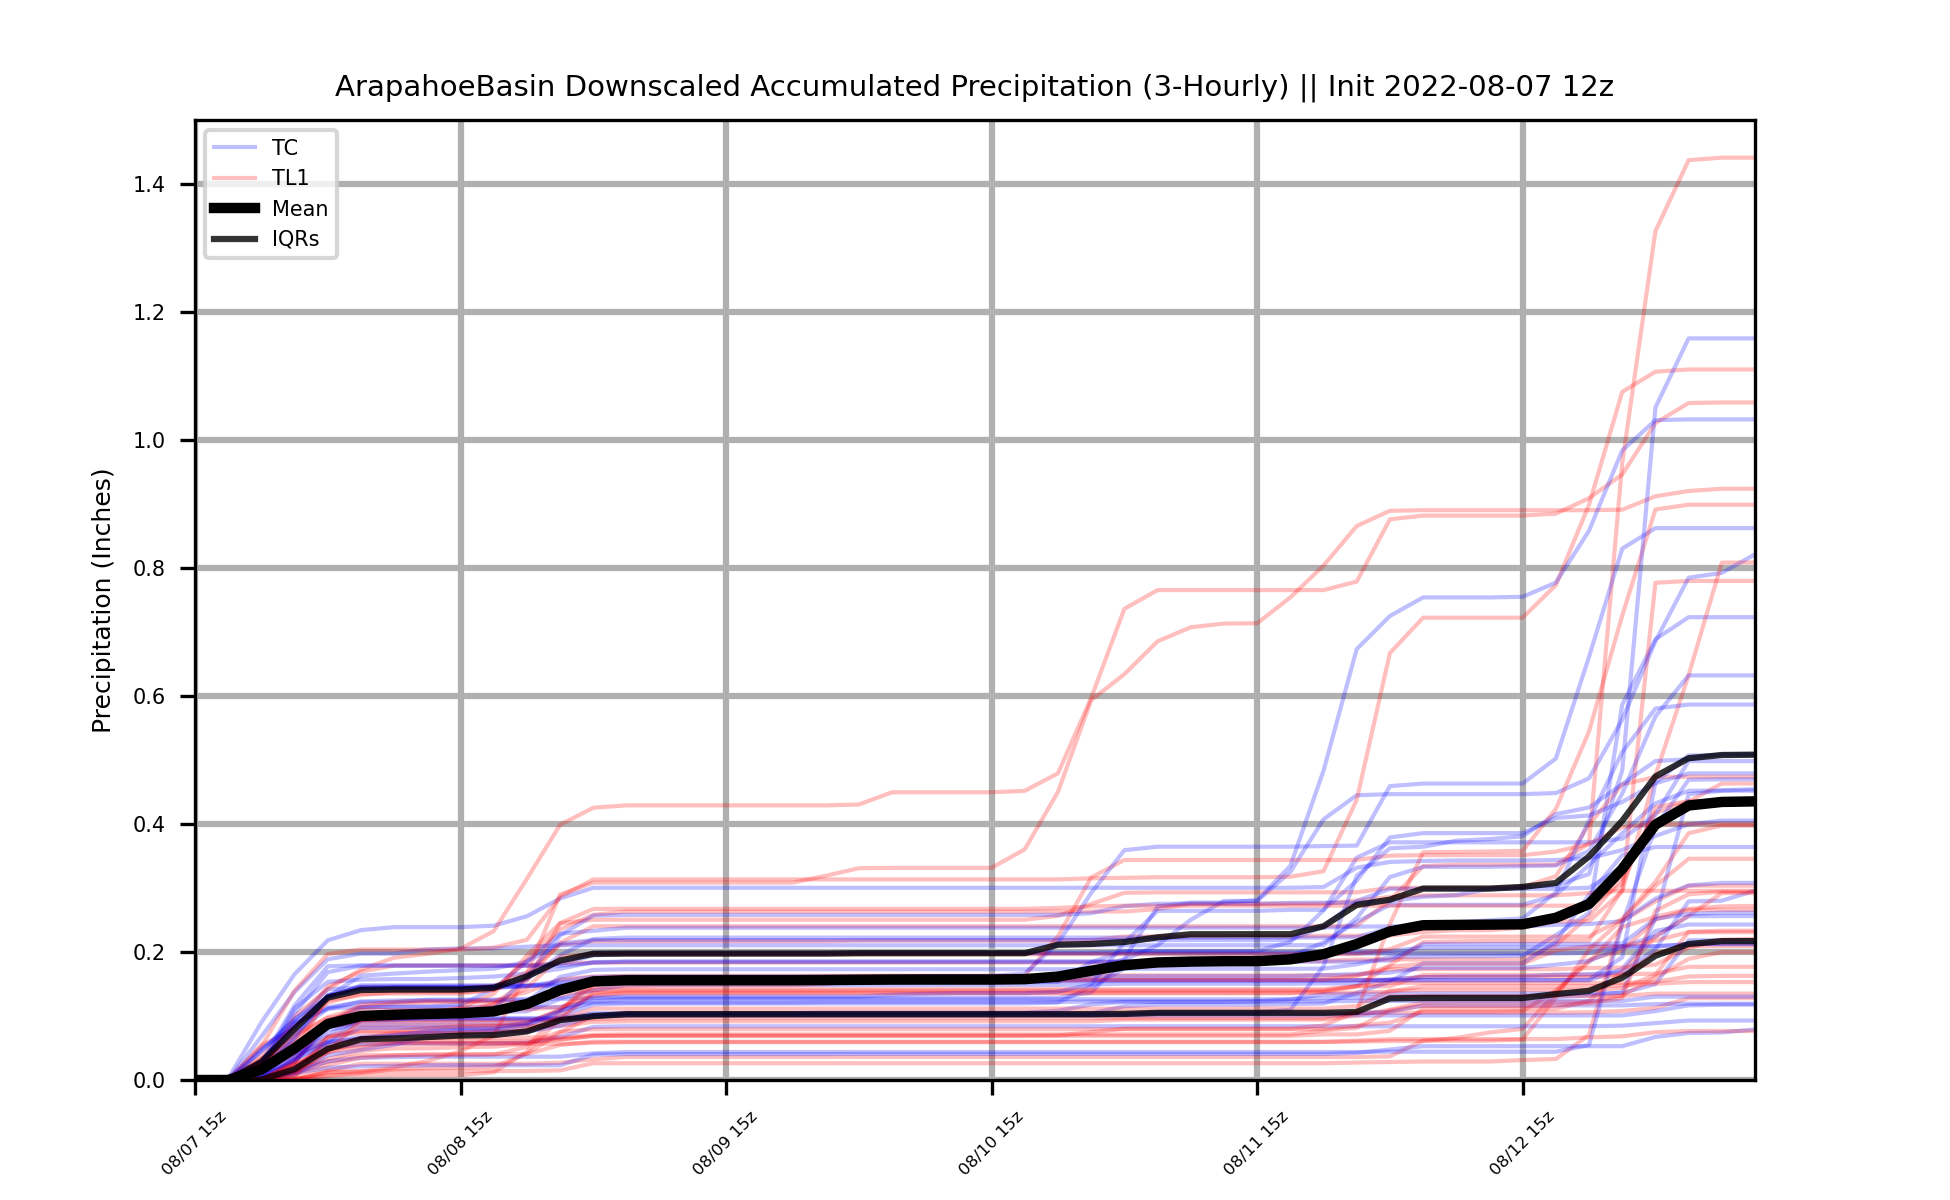 ArapahoeBasin Downscaled Accumulated Precipitation (3-Hourly) || Init 2022-08-07 12z
TC
TL1
Mean
IQRs
Precipitation (Inches)
1.4
1.2
1.0
0.8
0.6
0.4
0.2
0.0
08/07 15z
08/08 15z
08/09 15z
08/10 15z
08/11 15z
08/12 15z